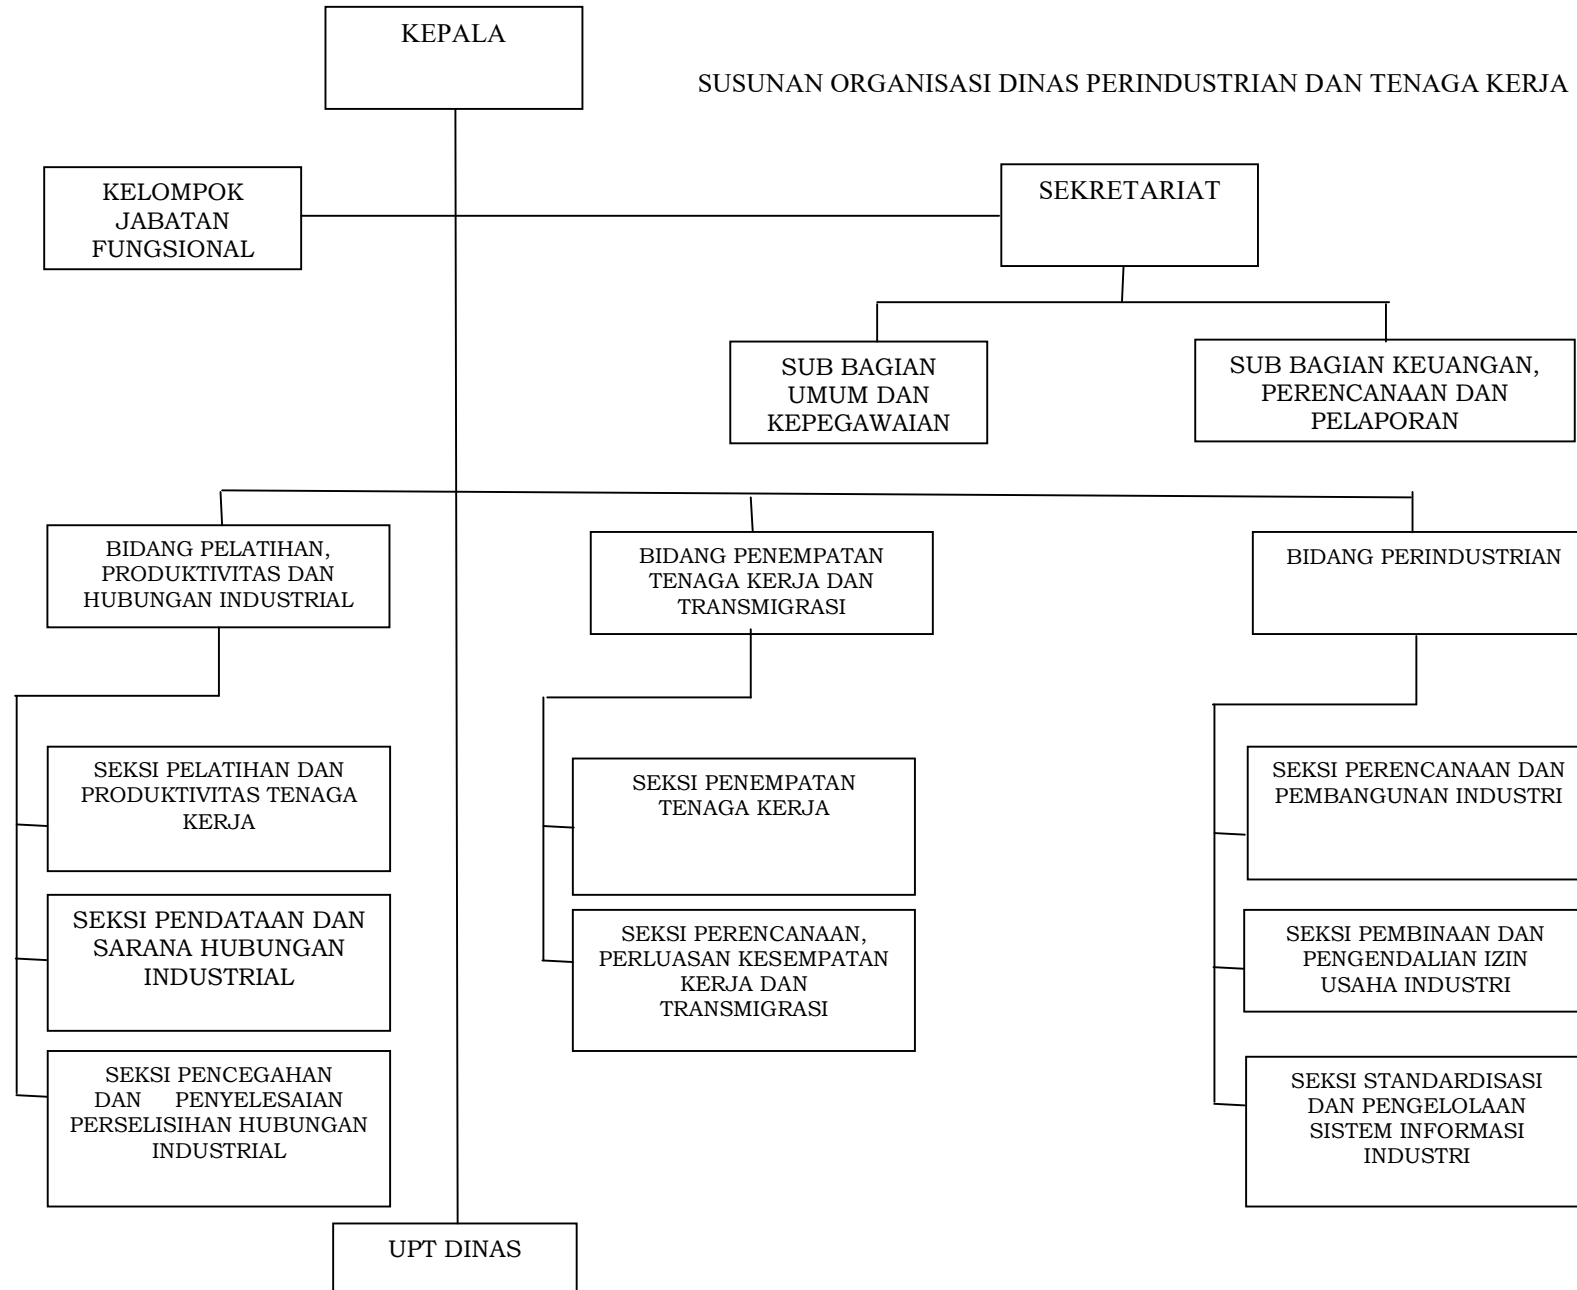 KEPALA
SUSUNAN ORGANISASI DINAS PERINDUSTRIAN DAN TENAGA KERJA
KELOMPOK
JABATAN
FUNGSIONAL
SEKRETARIAT
SUB BAGIAN
UMUM DAN
KEPEGAWAIAN
SUB BAGIAN KEUANGAN,
PERENCANAAN DAN
PELAPORAN
BIDANG PELATIHAN,
PRODUKTIVITAS DAN
HUBUNGAN INDUSTRIAL
BIDANG PENEMPATAN
TENAGA KERJA DAN
TRANSMIGRASI
BIDANG PERINDUSTRIAN
SEKSI PELATIHAN DAN
PRODUKTIVITAS TENAGA
KERJA
SEKSI PENEMPATAN
TENAGA KERJA
SEKSI PERENCANAAN DAN
PEMBANGUNAN INDUSTRI
SEKSI PENDATAAN DAN
SARANA HUBUNGAN
INDUSTRIAL
SEKSI PERENCANAAN,
PERLUASAN KESEMPATAN
KERJA DAN
TRANSMIGRASI
SEKSI PEMBINAAN DAN
PENGENDALIAN IZIN
USAHA INDUSTRI
SEKSI PENCEGAHAN
DAN PENYELESAIAN
PERSELISIHAN HUBUNGAN
INDUSTRIAL
SEKSI STANDARDISASI
DAN PENGELOLAAN
SISTEM INFORMASI
INDUSTRI
UPT DINAS